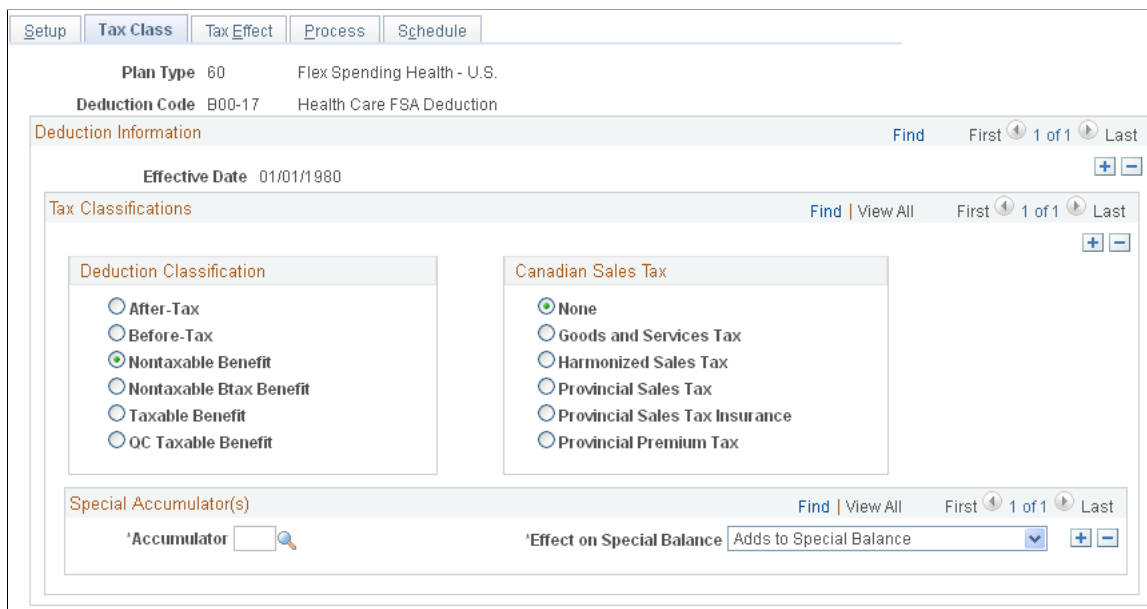 Setup Tax Class Tax Effect Process Schedule
Plan Type 60 Flex Spending Health - U.S.
Deduction Code B00-17 Health Care FSA Deduction
Deduction Information Find First 1 of 1 Last
Effective Date 01/01/1980
Tax Classifications Find | View All First 1 of 1 Last
Deduction Classification Canadian Sales Tax
After-Tax None
Before-Tax Goods and Services Tax
Nontaxable Benefit Harmonized Sales Tax
Nontaxable Btax Benefit Provincial Sales Tax
Taxable Benefit Provincial Sales Tax Insurance
QC Taxable Benefit Provincial Premium Tax
Special Accumulator(s) Find | View All First 1 of 1 Last
*Accumulator *Effect on Special Balance Adds to Special Balance